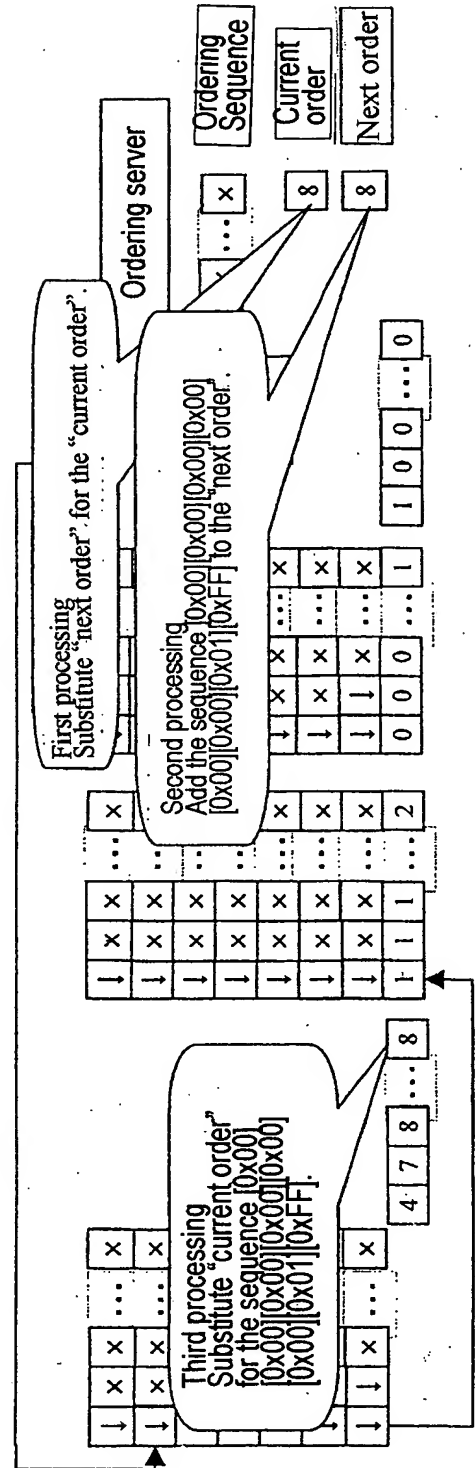 First processing
Substitute "next order" for the "current order".
Ordering server
Ordering
Sequence
Current
order
Next order
Second processing
Add the sequence [0x00][0x00][0x00][0x00]
[0x00][0x00][0x01][0xFF] to the "next order".
Third processing
Substitute "current order"
for the sequence [0x00]
[0x00][0x00][0x00][0x00]
[0x00][0x01][0xFF].
↓ × × ... ×
↓ × × ... ×
↓ ↓ ×
4 7 8 ... 8
↓ × × ... ×
1 1 1 ... 2
↓ × × ... ×
↓ × × ... ×
↓ ↓ × ... ×
0 0 0 ... 1
1 0 0 ... 0
... ×
8
8